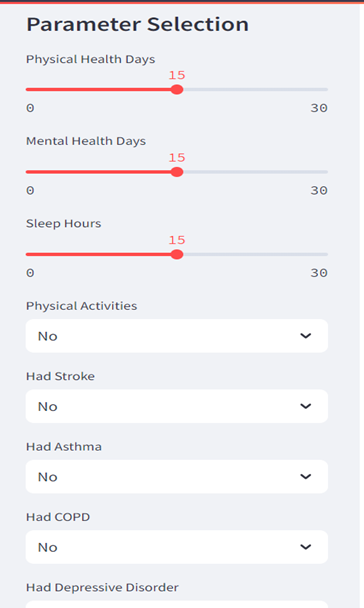 Parameter Selection
Physical Health Days
15
0 30
Mental Health Days
15
0 30
Sleep Hours
15
0 30
Physical Activities
No
Had Stroke
No
Had Asthma
No
Had COPD
No
Had Depressive Disorder